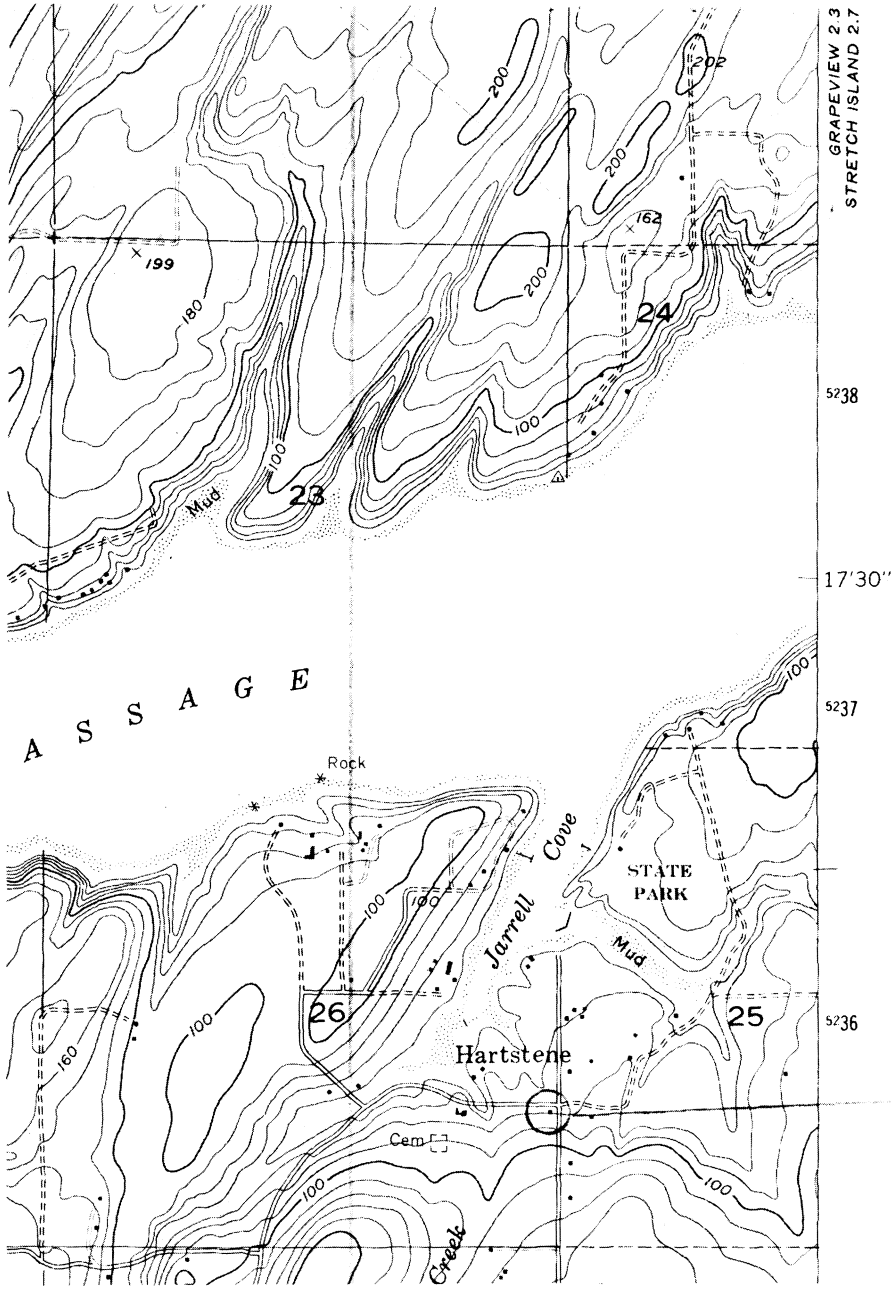 GRAPEVIEW 2.3
STRETCH ISLAND 2.7
202
200
200
162
199
200
180
24
5238
100
100
23
Mud
17'30"
ASSAGE
100
5237
Rock
Jarrell Cove
STATE
PARK
100
100
Mud
26
25
5236
100
Hartstene
160
Cem
100
100
Creek